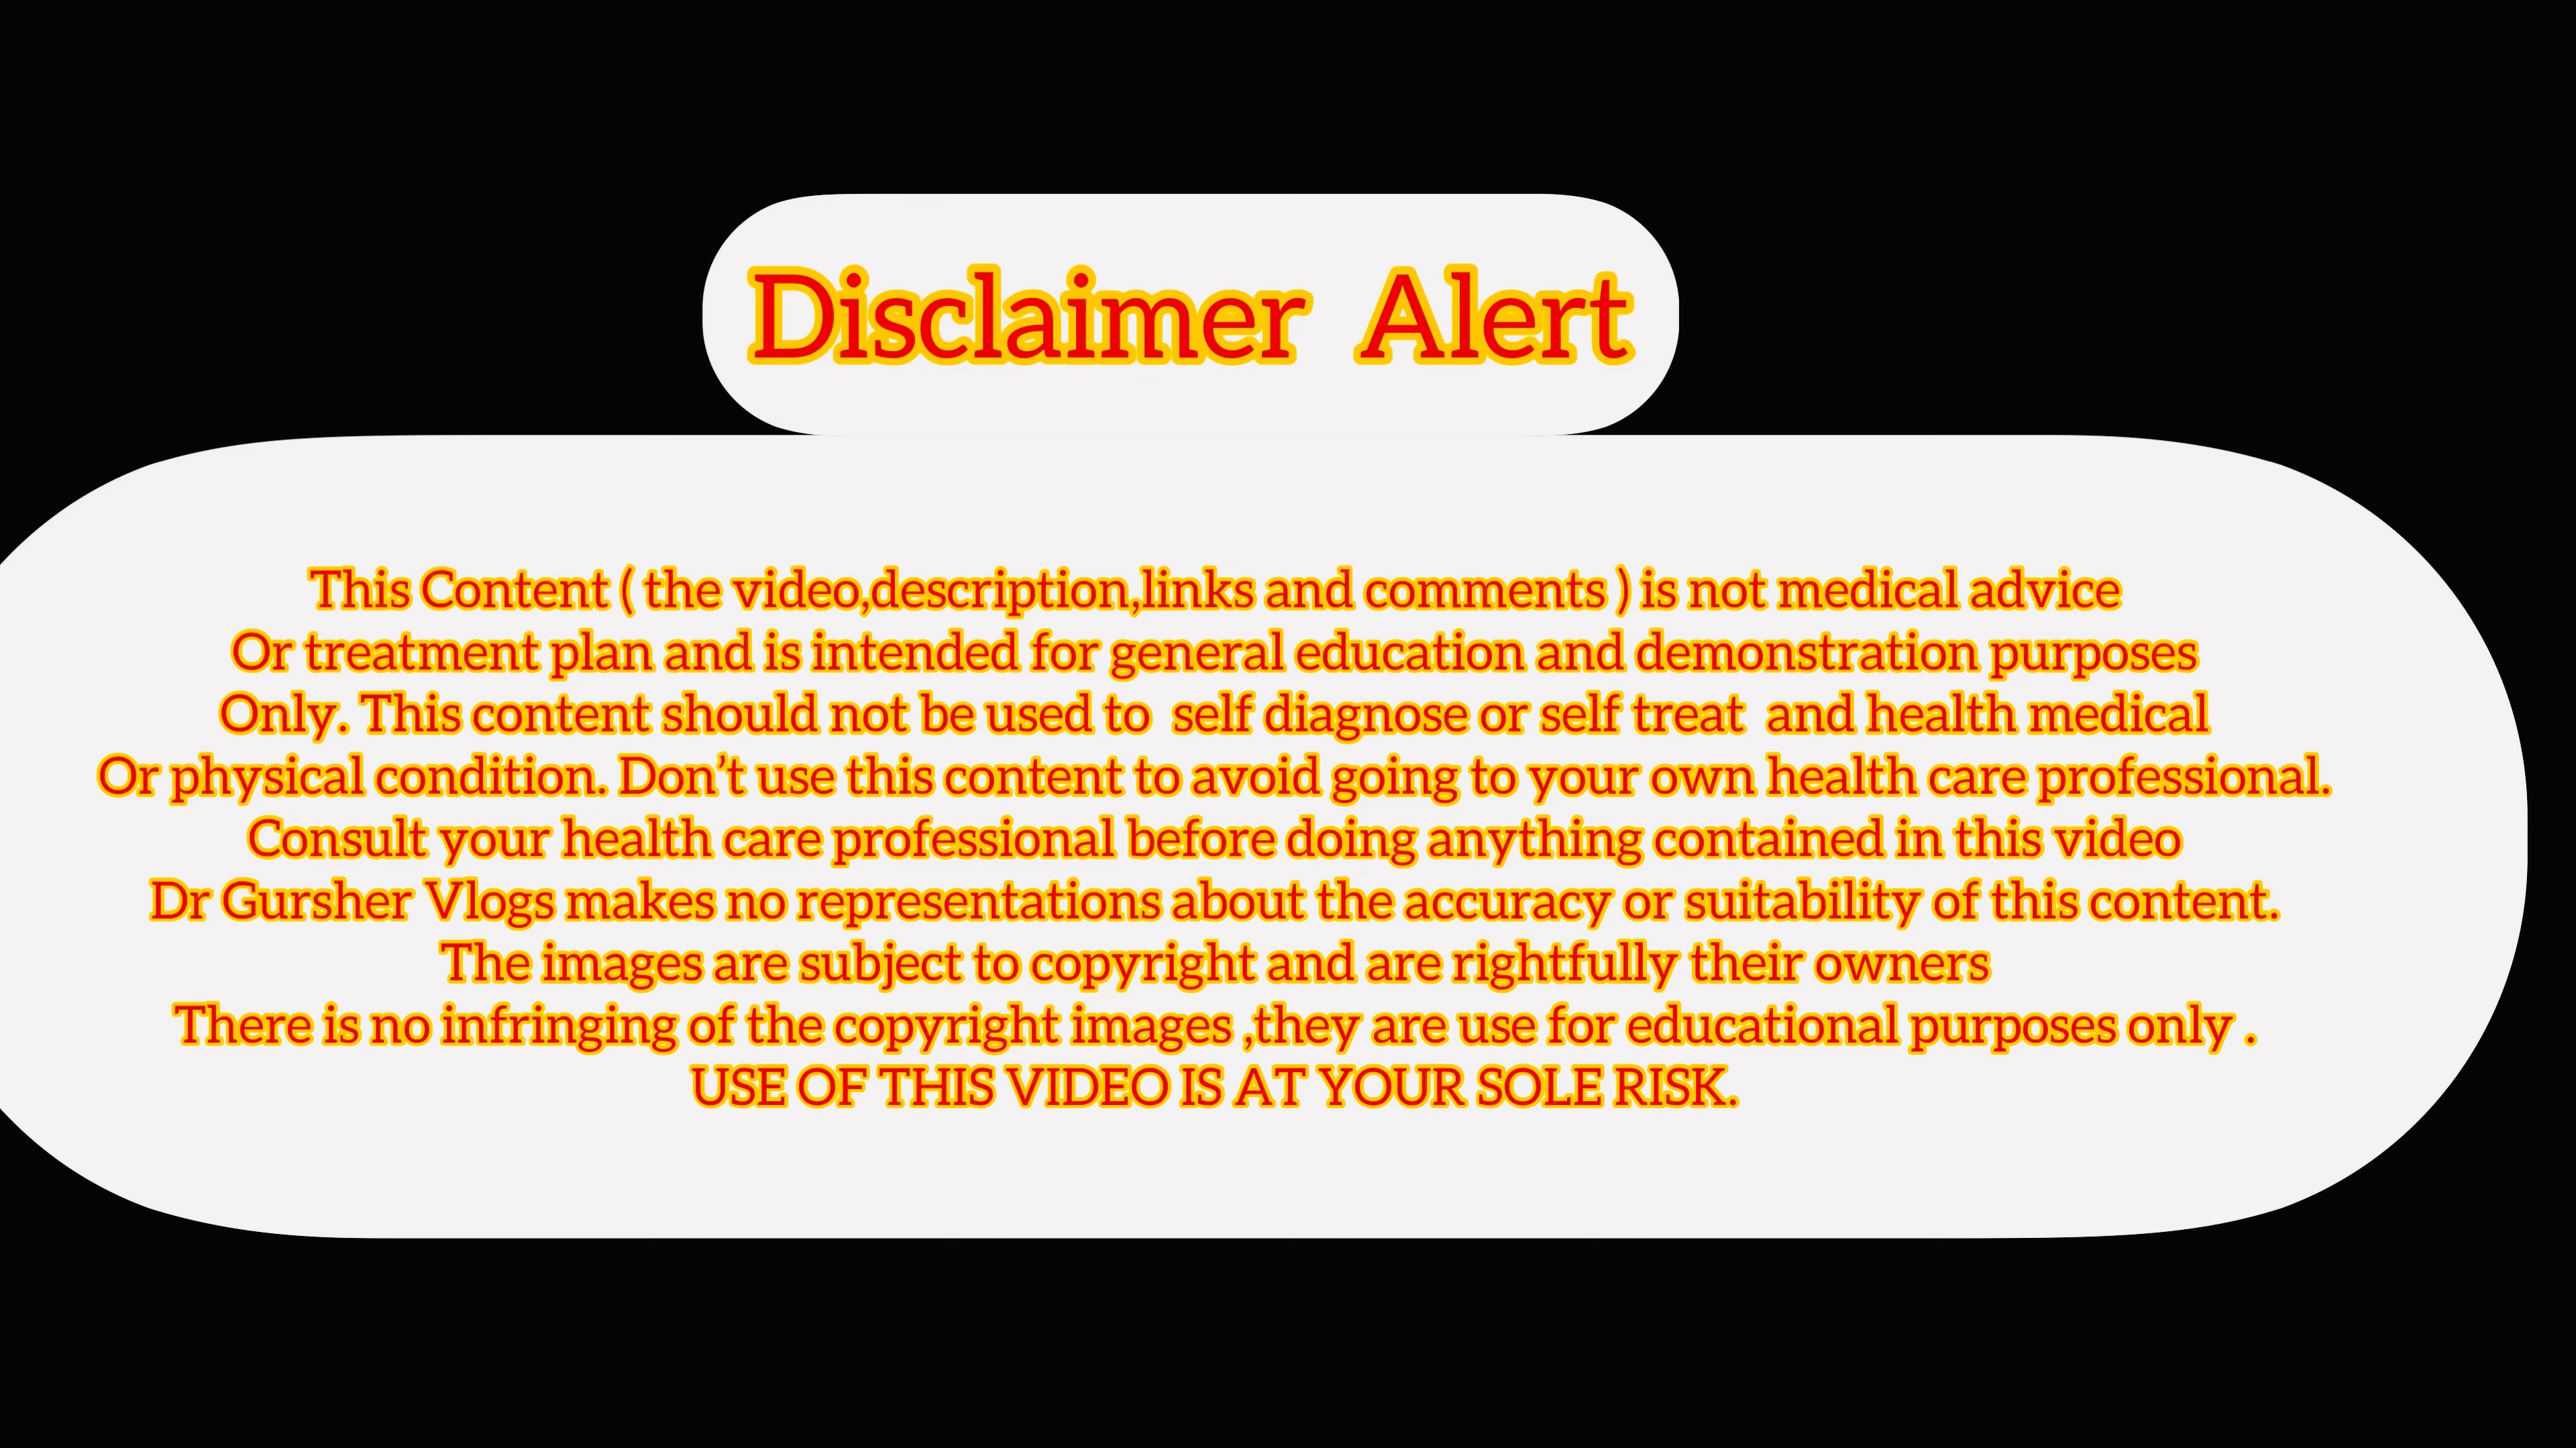 Disclaimer Alert
This Content ( the video,description,links and comments ) is not medical advice
Or treatment plan and is intended for general education and demonstration purposes
Only. This content should not be used to self diagnose or self treat and health medical
Or physical condition. Don’t use this content to avoid going to your own health care professional.
Consult your health care professional before doing anything contained in this video
Dr Gursher Vlogs makes no representations about the accuracy or suitability of this content.
The images are subject to copyright and are rightfully their owners
There is no infringing of the copyright images ,they are use for educational purposes only .
USE OF THIS VIDEO IS AT YOUR SOLE RISK.